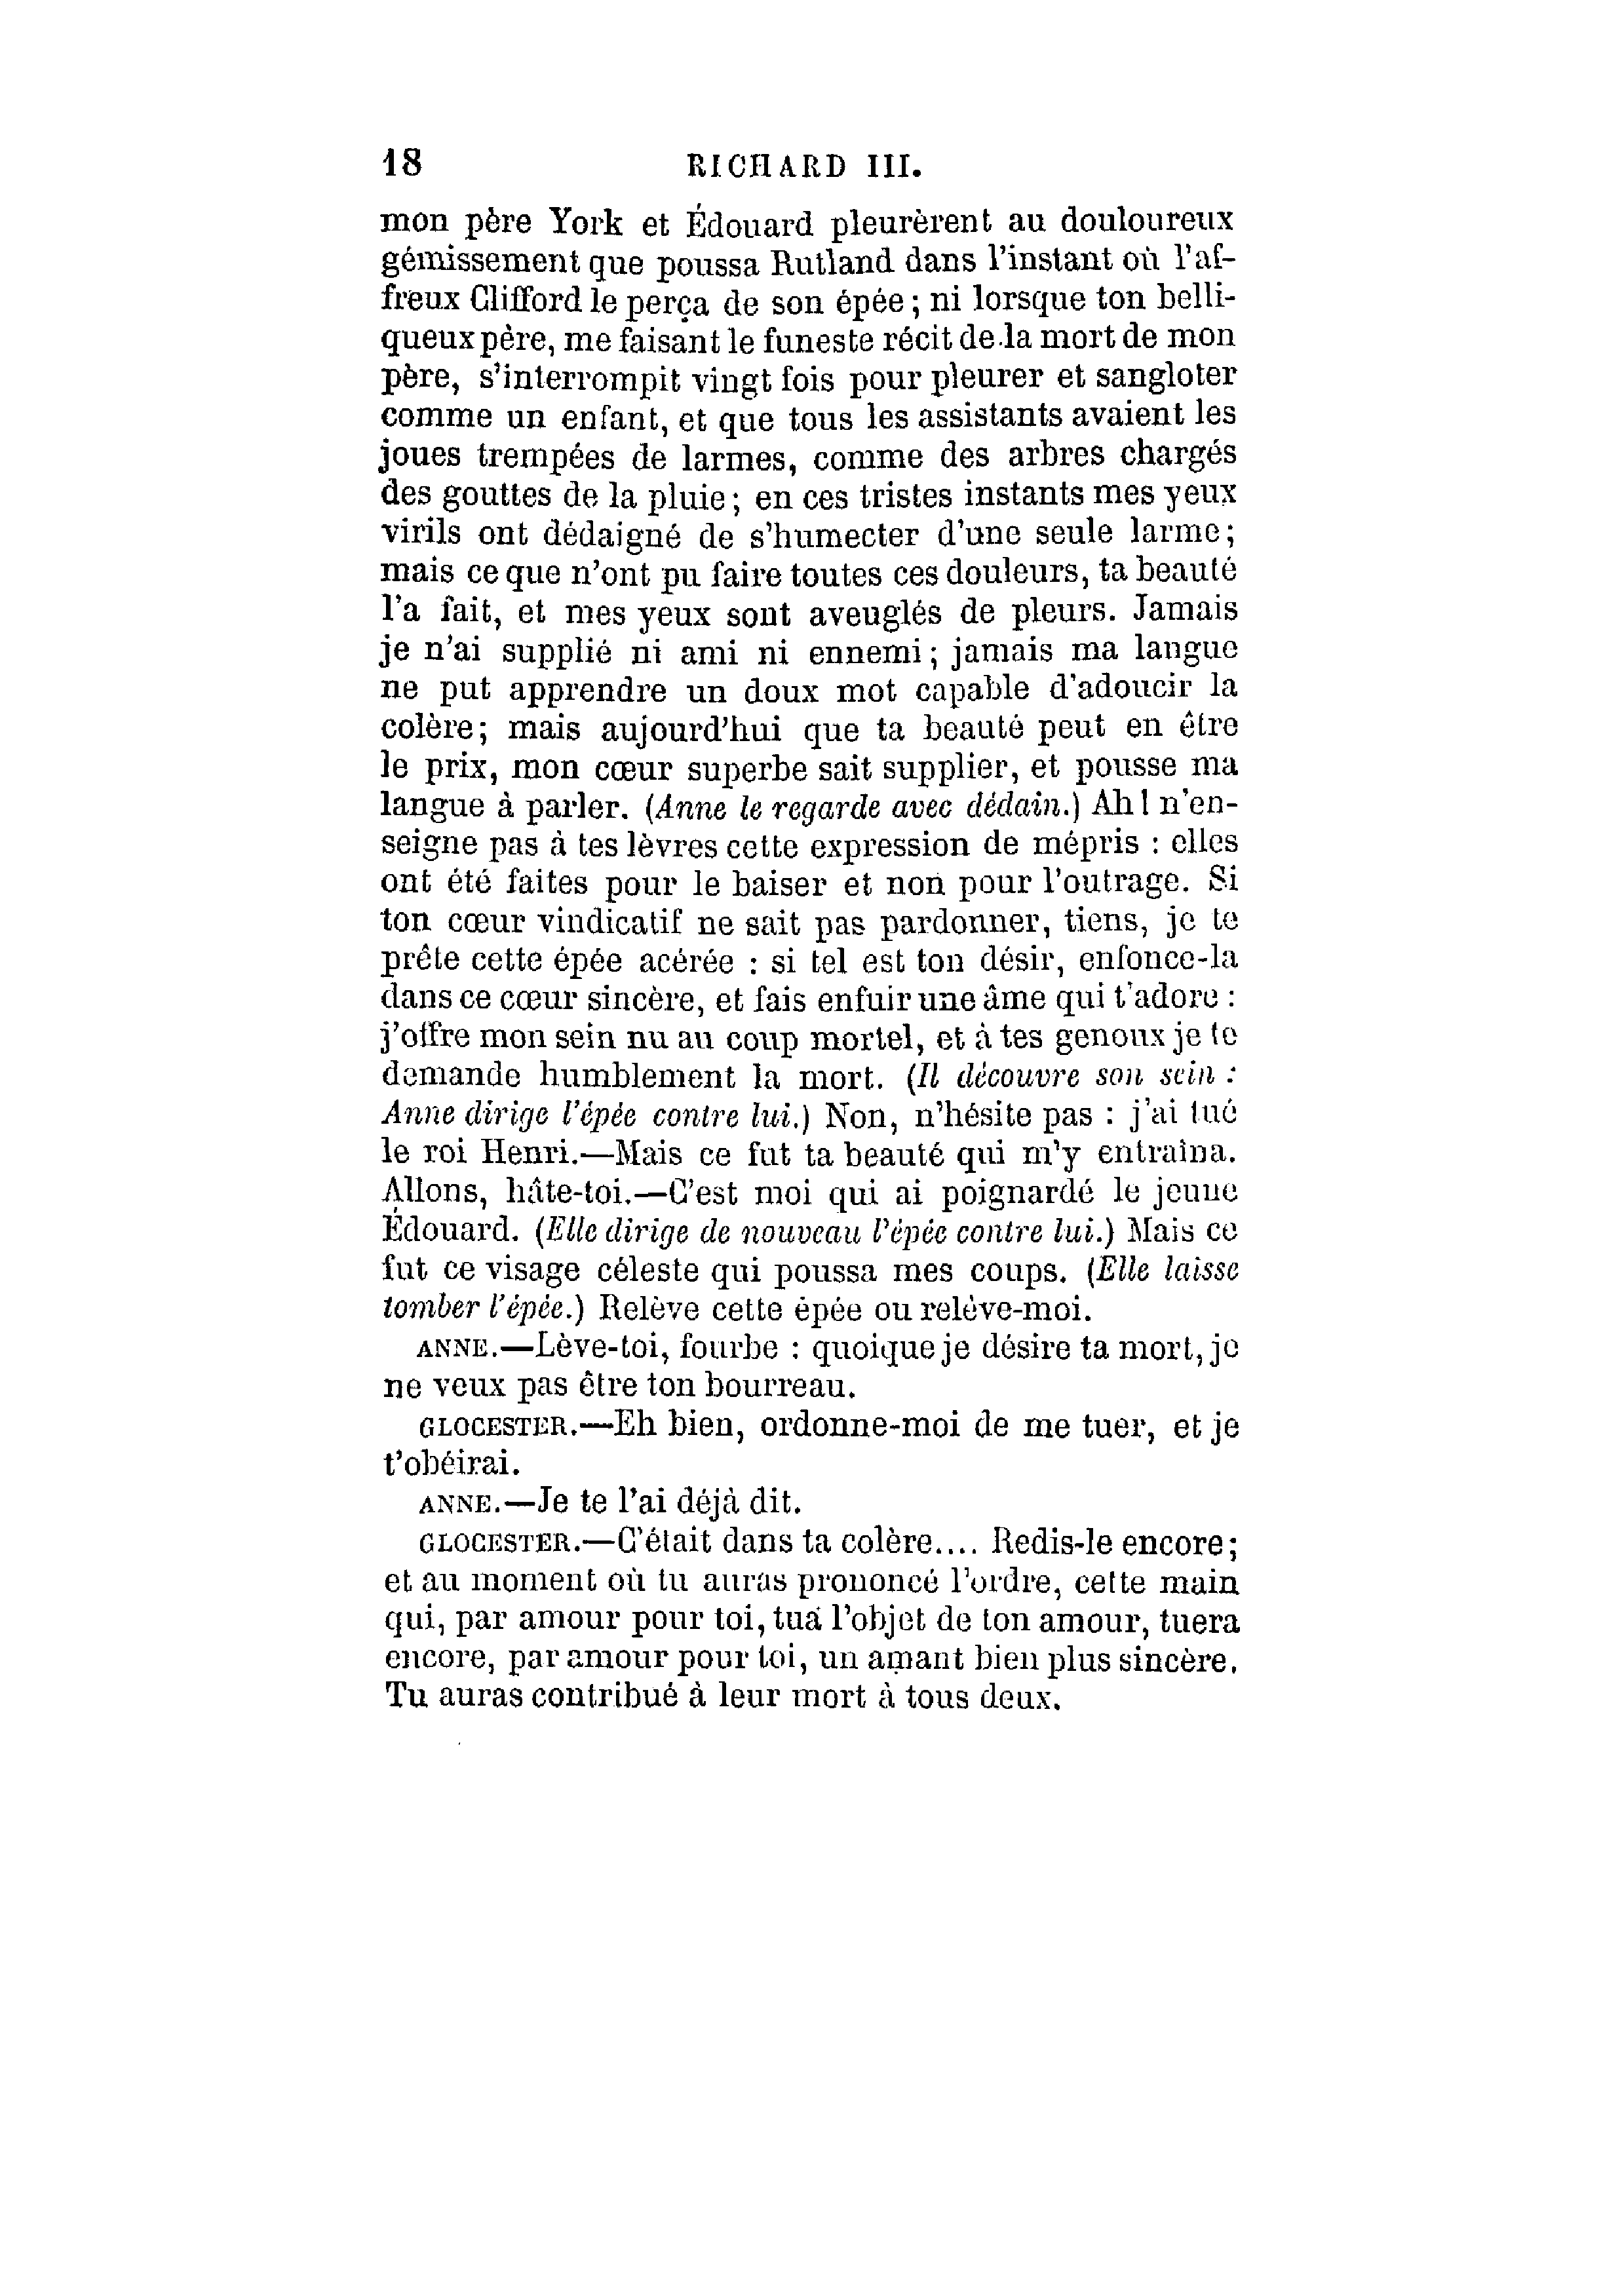 18 RICHARD III.
mon père York et Édouard pleurèrent au douloureux
gémissement que poussa Rutland dans l'instant où l'af-
freux Clifford le perça de son épée; ni lorsque ton belli-
queux père, me faisant le funeste récit de la mort de mon
père, s'interrompit vingt fois pour pleurer et sangloter
comme un enfant, et que tous les assistants avaient les
joues trempées de larmes, comme des arbres chargés
des gouttes de la pluie; en ces tristes instants mes yeux
virils ont dédaigné de s'humecter d'une seule larme;
mais ce que n'ont pu faire toutes ces douleurs, ta beauté
l'a fait, et mes yeux sont aveuglés de pleurs. Jamais
je n'ai supplié ni ami ni ennemi; jamais ma langue
ne put apprendre un doux mot capable d'adoucir la
colère; mais aujourd'hui que ta beauté peut en être
le prix, mon cœur superbe sait supplier, et pousse ma
langue à parler. (Anne le regarde avec dédain.) Ah! n'en-
seigne pas à tes lèvres cette expression de mépris : elles
ont été faites pour le baiser et non pour l'outrage. Si
ton cœur vindicatif ne sait pas pardonner, tiens, je te
prête cette épée acérée : si tel est ton désir, enfonce-la
dans ce cœur sincère, et fais enfuir une âme qui t'adore :
j'offre mon sein nu au coup mortel, et à tes genoux je te
demande humblement la mort. (Il découvre son sein :
Anne dirige l'épée contre lui.) Non, n'hésite pas : j'ai tué
le roi Henri.—Mais ce fut ta beauté qui m'y entraîna.
Allons, hâte-toi.—C'est moi qui ai poignardé le jeune
Édouard. (Elle dirige de nouveau l'épée contre lui.) Mais ce
fut ce visage céleste qui poussa mes coups. (Elle laisse
tomber l'épée.) Relève cette épée ou relève-moi.
ANNE.—Lève-toi, fourbe : quoique je désire ta mort, je
ne veux pas être ton bourreau.
GLOCESTER.—Eh bien, ordonne-moi de me tuer, et je
t'obéirai.
ANNE.—Je te l'ai déjà dit.
GLOCESTER.—C'était dans ta colère.... Redis-le encore;
et au moment où tu auras prononcé l'ordre, cette main
qui, par amour pour toi, tua l'objet de ton amour, tuera
encore, par amour pour toi, un amant bien plus sincère.
Tu auras contribué à leur mort à tous deux.